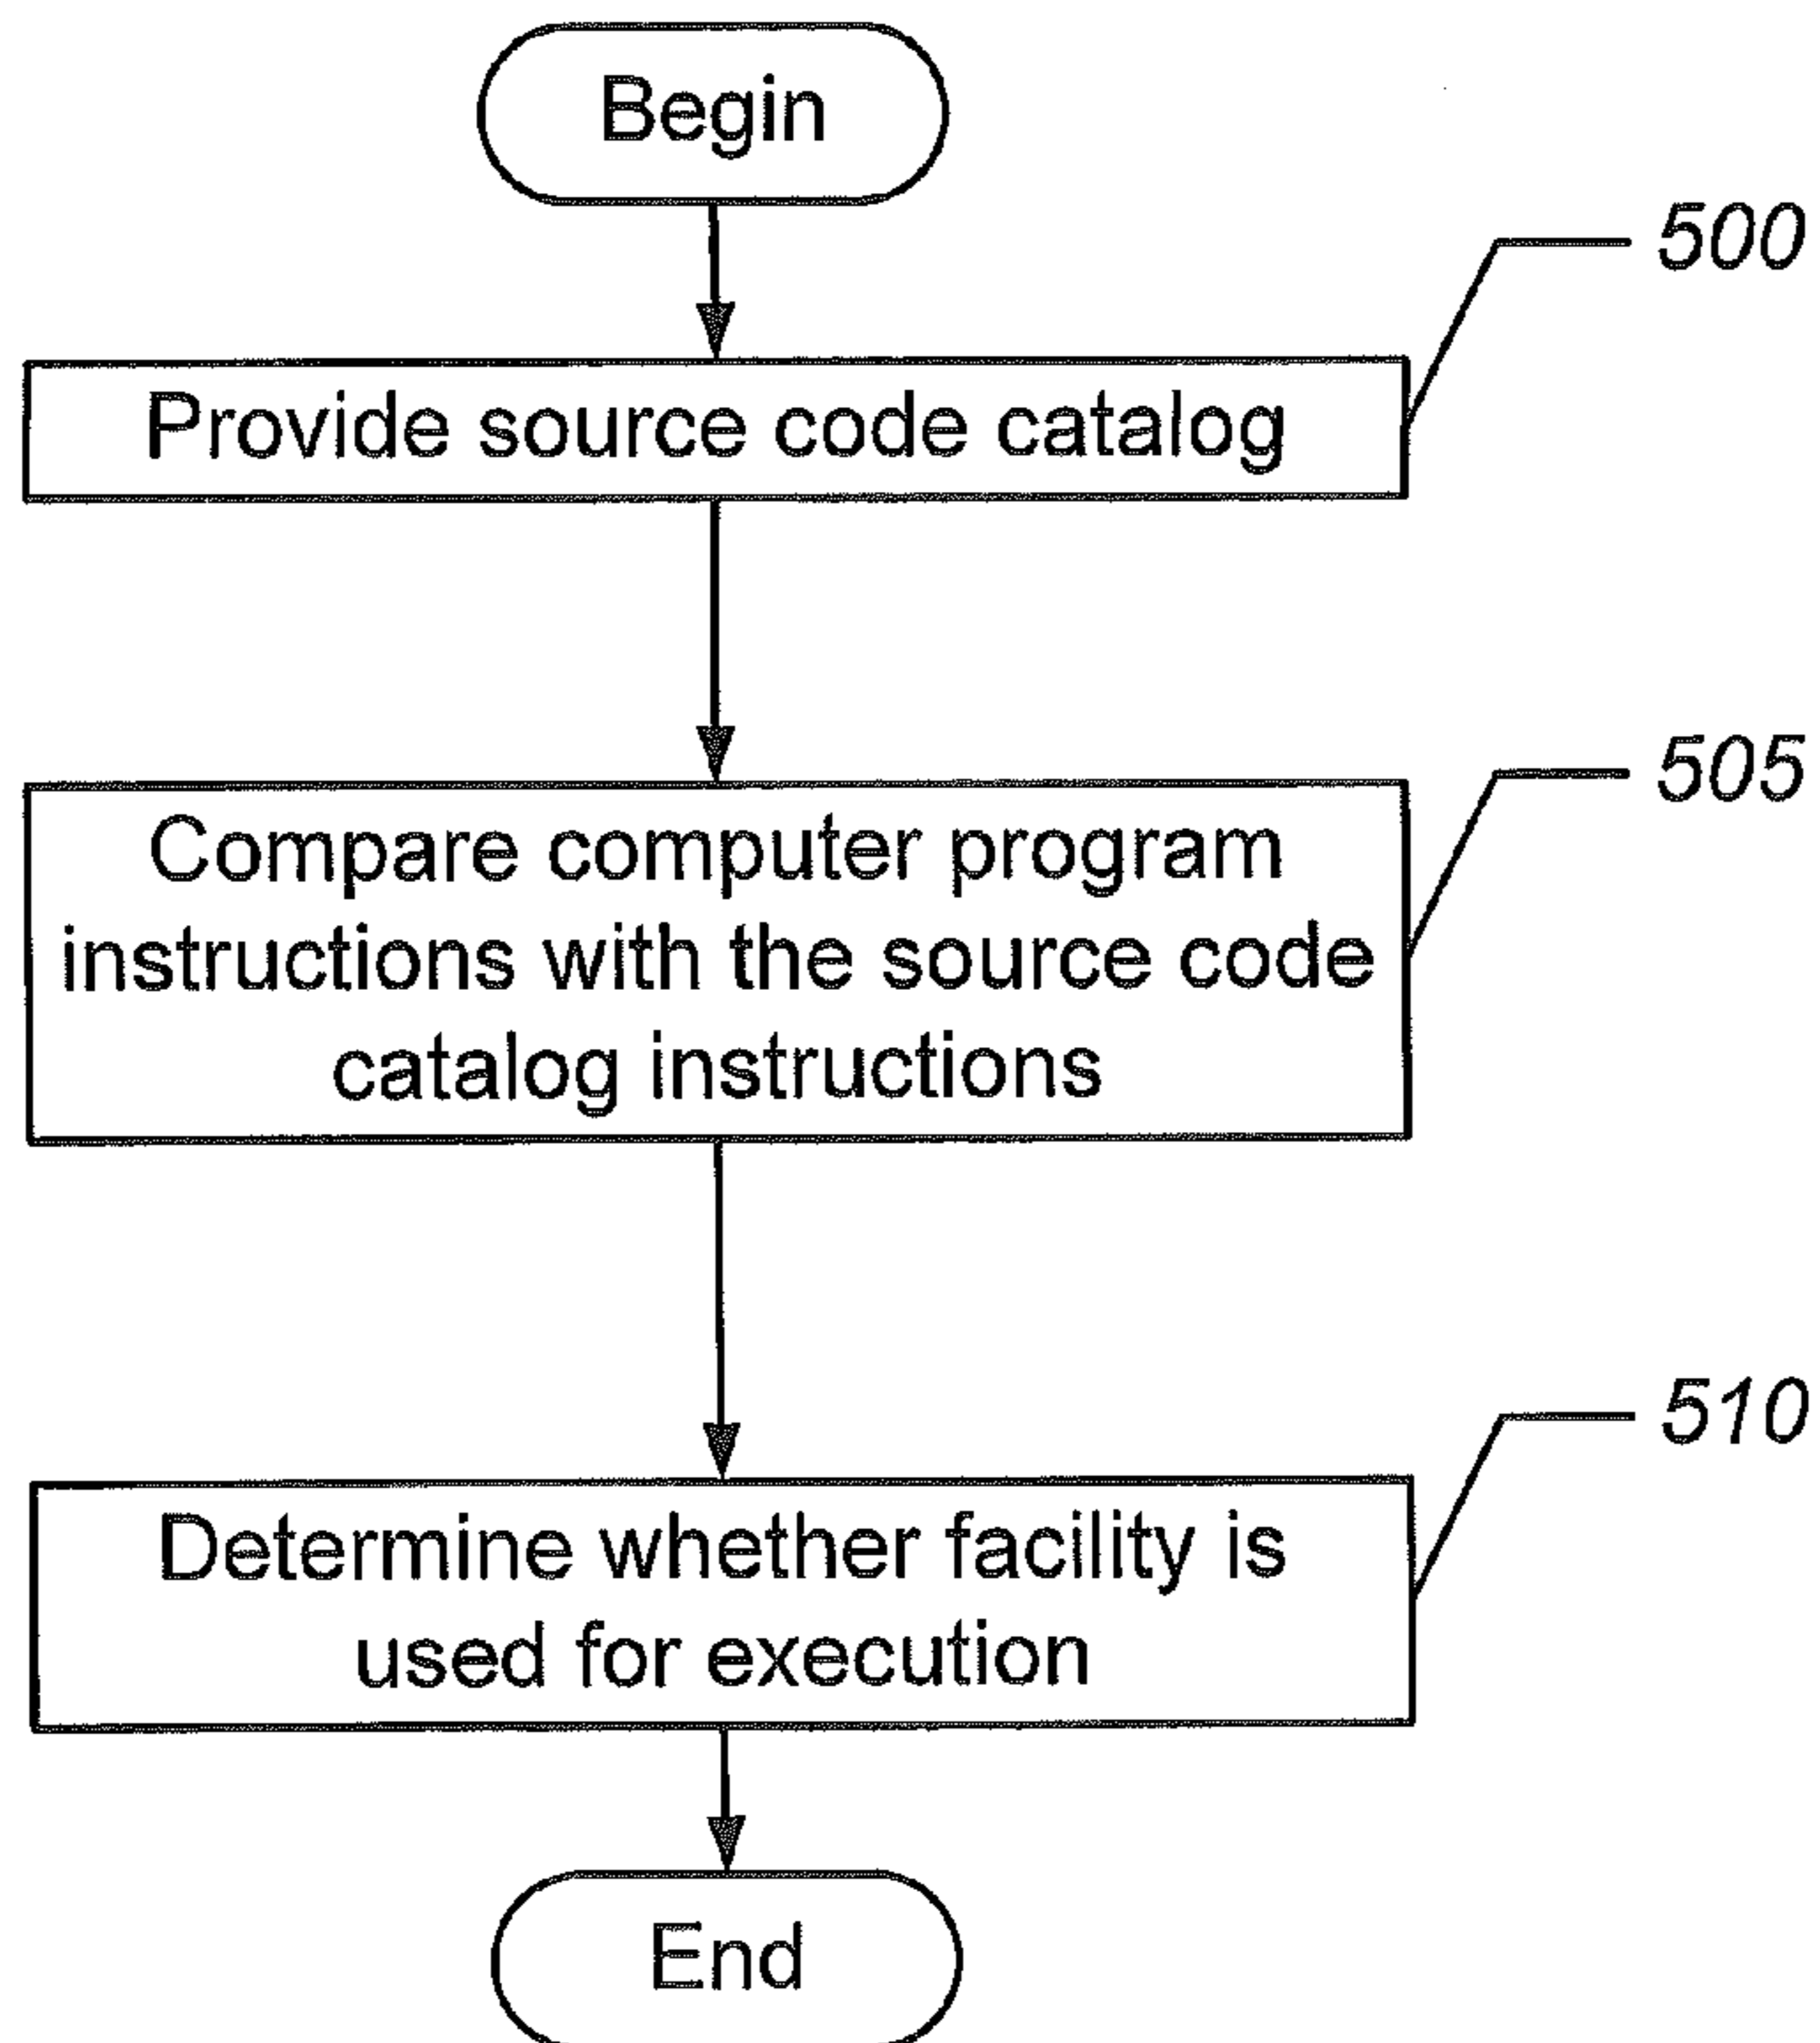 Begin
500
Provide source code catalog
505
Compare computer program
instructions with the source code
catalog instructions
510
Determine whether facility is
used for execution
End